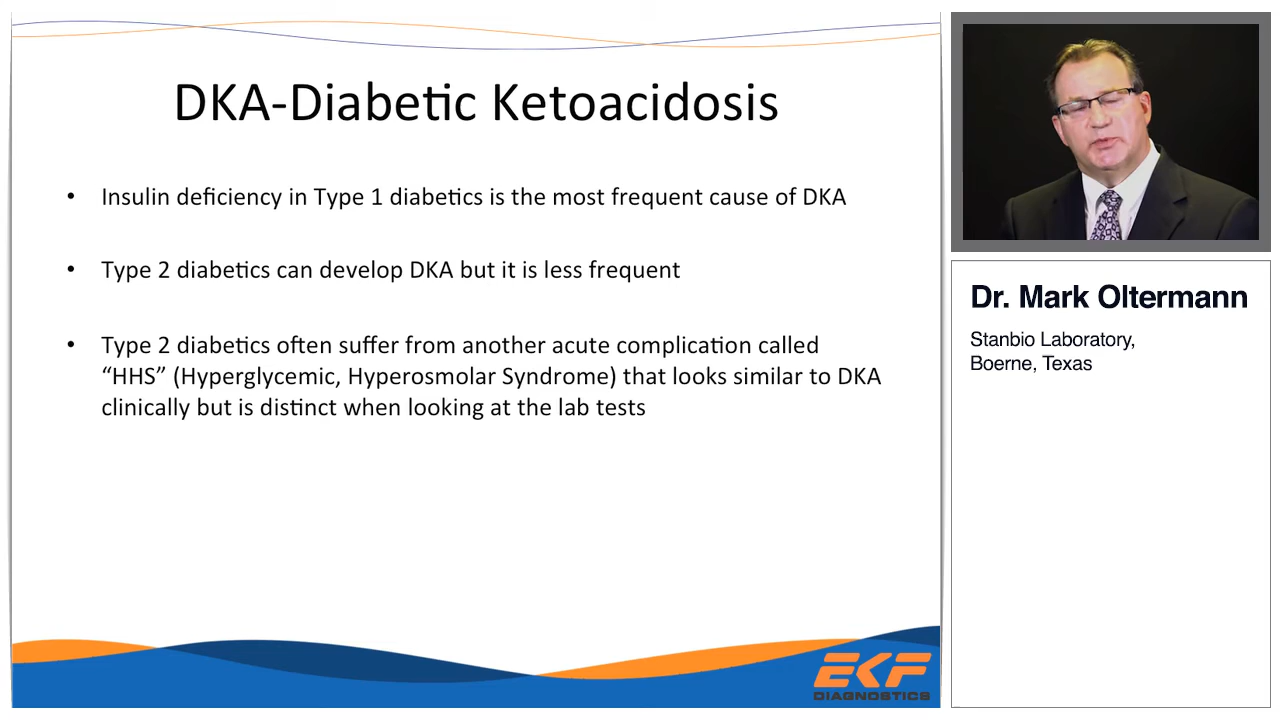 DKA-Diabetic Ketoacidosis
• Insulin deficiency in Type 1 diabetics is the most frequent cause of DKA
• Type 2 diabetics can develop DKA but it is less frequent
• Type 2 diabetics often suffer from another acute complication called
“HHS” (Hyperglycemic, Hyperosmolar Syndrome) that looks similar to DKA
clinically but is distinct when looking at the lab tests
EKF
DIAGNOSTICS
Dr. Mark Oltermann
Stanbio Laboratory,
Boerne, Texas